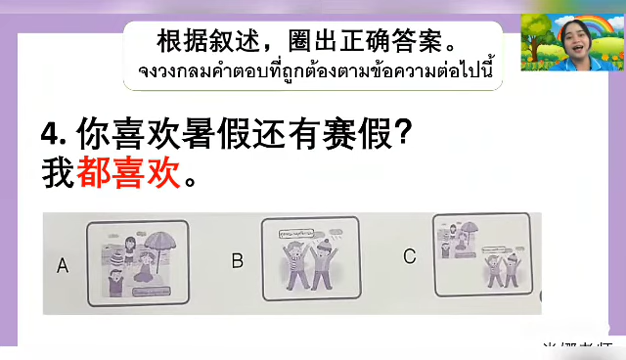 根据叙述，圈出正确答案。
จงวงกลมคำตอบที่ถูกต้องตามข้อความต่อไปนี้
4. 你喜欢暑假还有赛假？
我都喜欢。
A
B
C